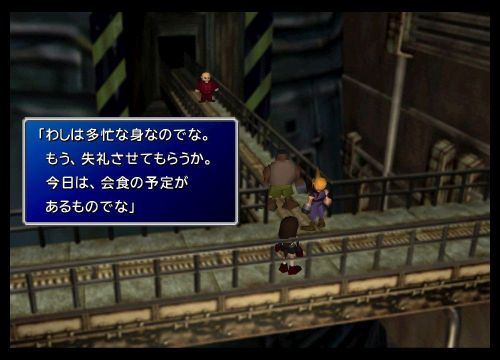 「わしは多忙な身なのでな。
もう、失礼させてもらうか。
今日は、会食の予定が
あるものでな」